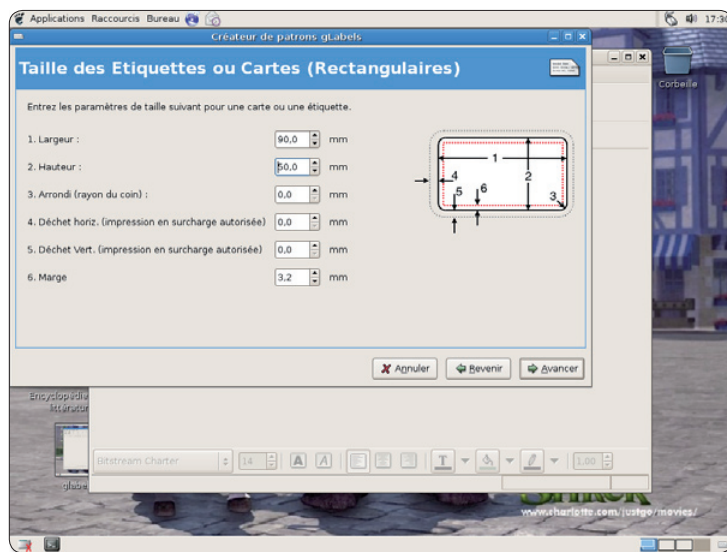 Applications Raccourcis Bureau 17:30
Créateur de patrons gLabels
Taille des Etiquettes ou Cartes (Rectangulaires)
Corbeille
Entrez les paramètres de taille suivant pour une carte ou une étiquette.
1. Largeur : 90,0 mm
2. Hauteur : 50,0 mm
3. Arrondi (rayon du coin) : 0,0 mm
4. Déchet horiz. (impression en surcharge autorisée) 0,0 mm
5. Déchet Vert. (impression en surcharge autorisée) 0,0 mm
6. Marge 3,2 mm
1
2
4
5 6
3
Annuler Revenir Avancer
Encyclopédie
Bitstream Charter 14 A A T 1.00
www.charlotte.com/justgo/movies/